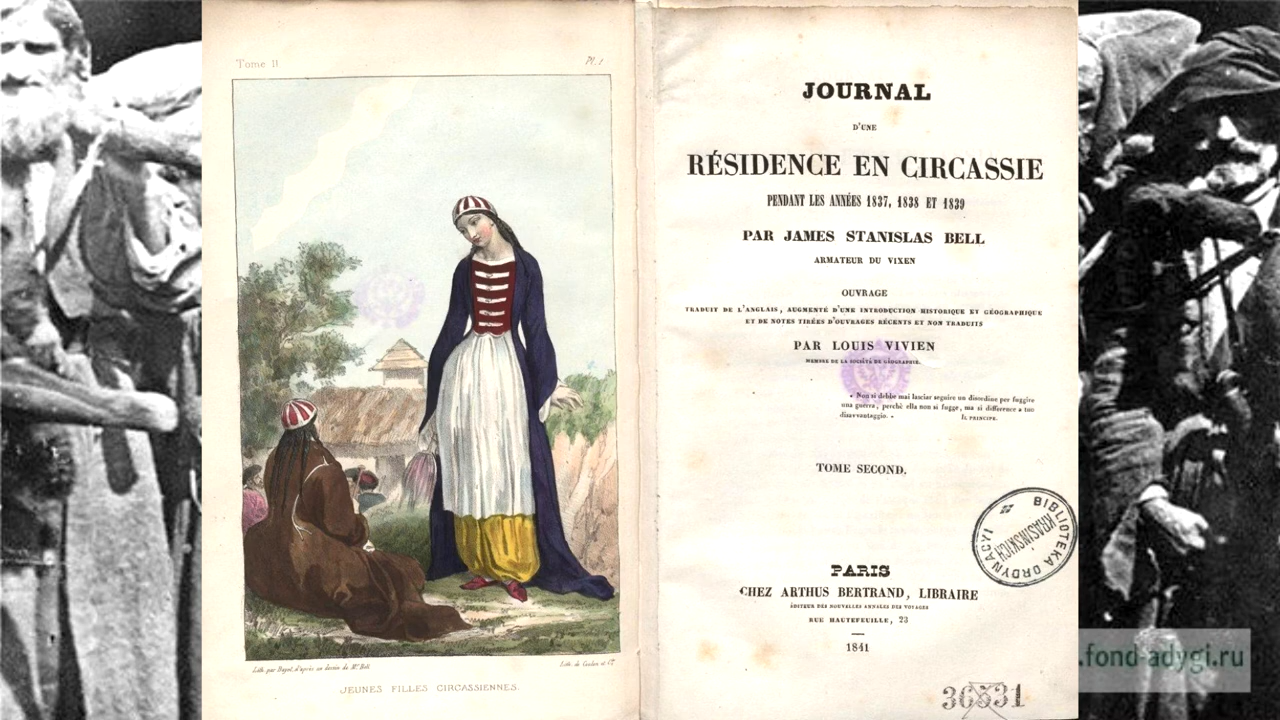 Tome II
Pl. 1
Lith. par Bayot, d'après un dessin de Mr. Bell
Lith. de Caulon et Cie
JEUNES FILLES CIRCASSIENNES.
JOURNAL
D'UNE
RÉSIDENCE EN CIRCASSIE
PENDANT LES ANNÉES 1837, 1838 ET 1839
PAR JAMES STANISLAS BELL
ARMATEUR DU VIXEN
OUVRAGE
TRADUIT DE L'ANGLAIS, AUGMENTÉ D'UNE INTRODUCTION HISTORIQUE ET GÉOGRAPHIQUE
ET DE NOTES TIRÉES D'OUVRAGES RÉCENTS ET NON TRADUITS
PAR LOUIS VIVIEN
MEMBRE DE LA SOCIÉTÉ DE GÉOGRAPHIE.
« Non si debbe mai lasciar seguire un disordine per fuggire
una guerra, perchè ella non si fugge, ma si differisce a tuo
disavvantaggio. » IL PRINCIPE.
TOME SECOND.
BIBLIOTEKA ORDYNACYI
KRASIŃSKICH
PARIS
CHEZ ARTHUS BERTRAND, LIBRAIRE
ÉDITEUR DES NOUVELLES ANNALES DES VOYAGES
RUE HAUTEFEUILLE, 23
1841
.fond-adygi.ru